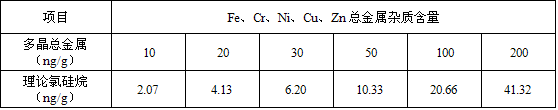 项目 Fe、Cr、Ni、Cu、Zn 总金属杂质含量
多晶总金属
（ng/g） 10 20 30 50 100 200
理论氯硅烷
（ng/g） 2.07 4.13 6.20 10.33 20.66 41.32